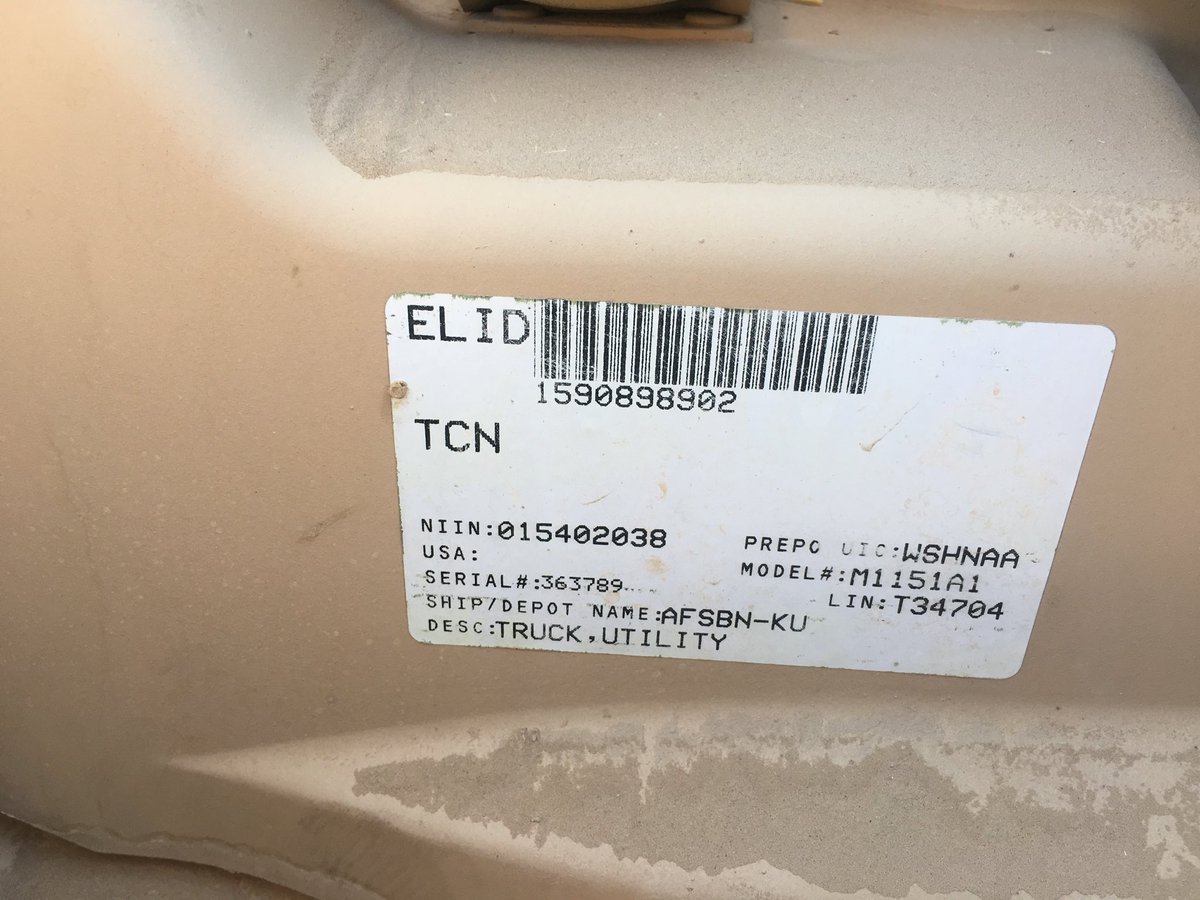 ELID
1590898902
TCN
NIIN:015402038 PREPO UIC:WSHNAA
USA: MODEL#:M1151A1
SERIAL#:363789 LIN:T34704
SHIP/DEPOT NAME:AFSBN-KU
DESC:TRUCK,UTILITY